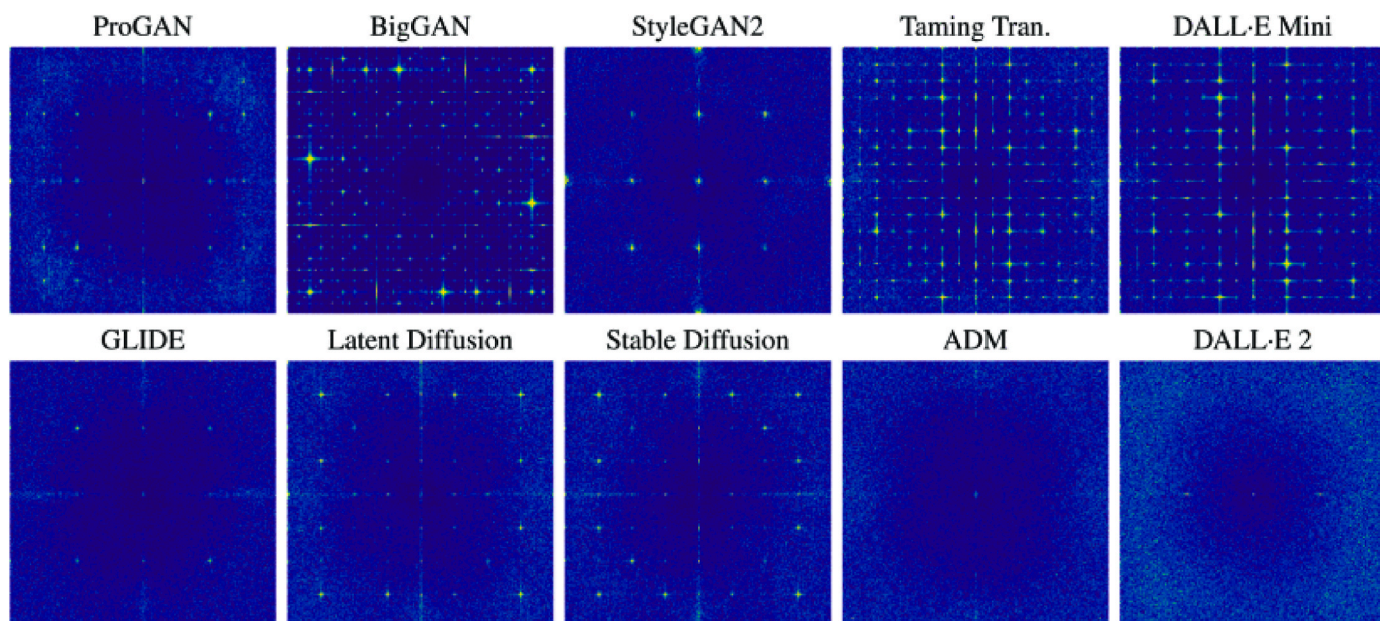 ProGAN BigGAN StyleGAN2 Taming Tran. DALL·E Mini
GLIDE Latent Diffusion Stable Diffusion ADM DALL·E 2